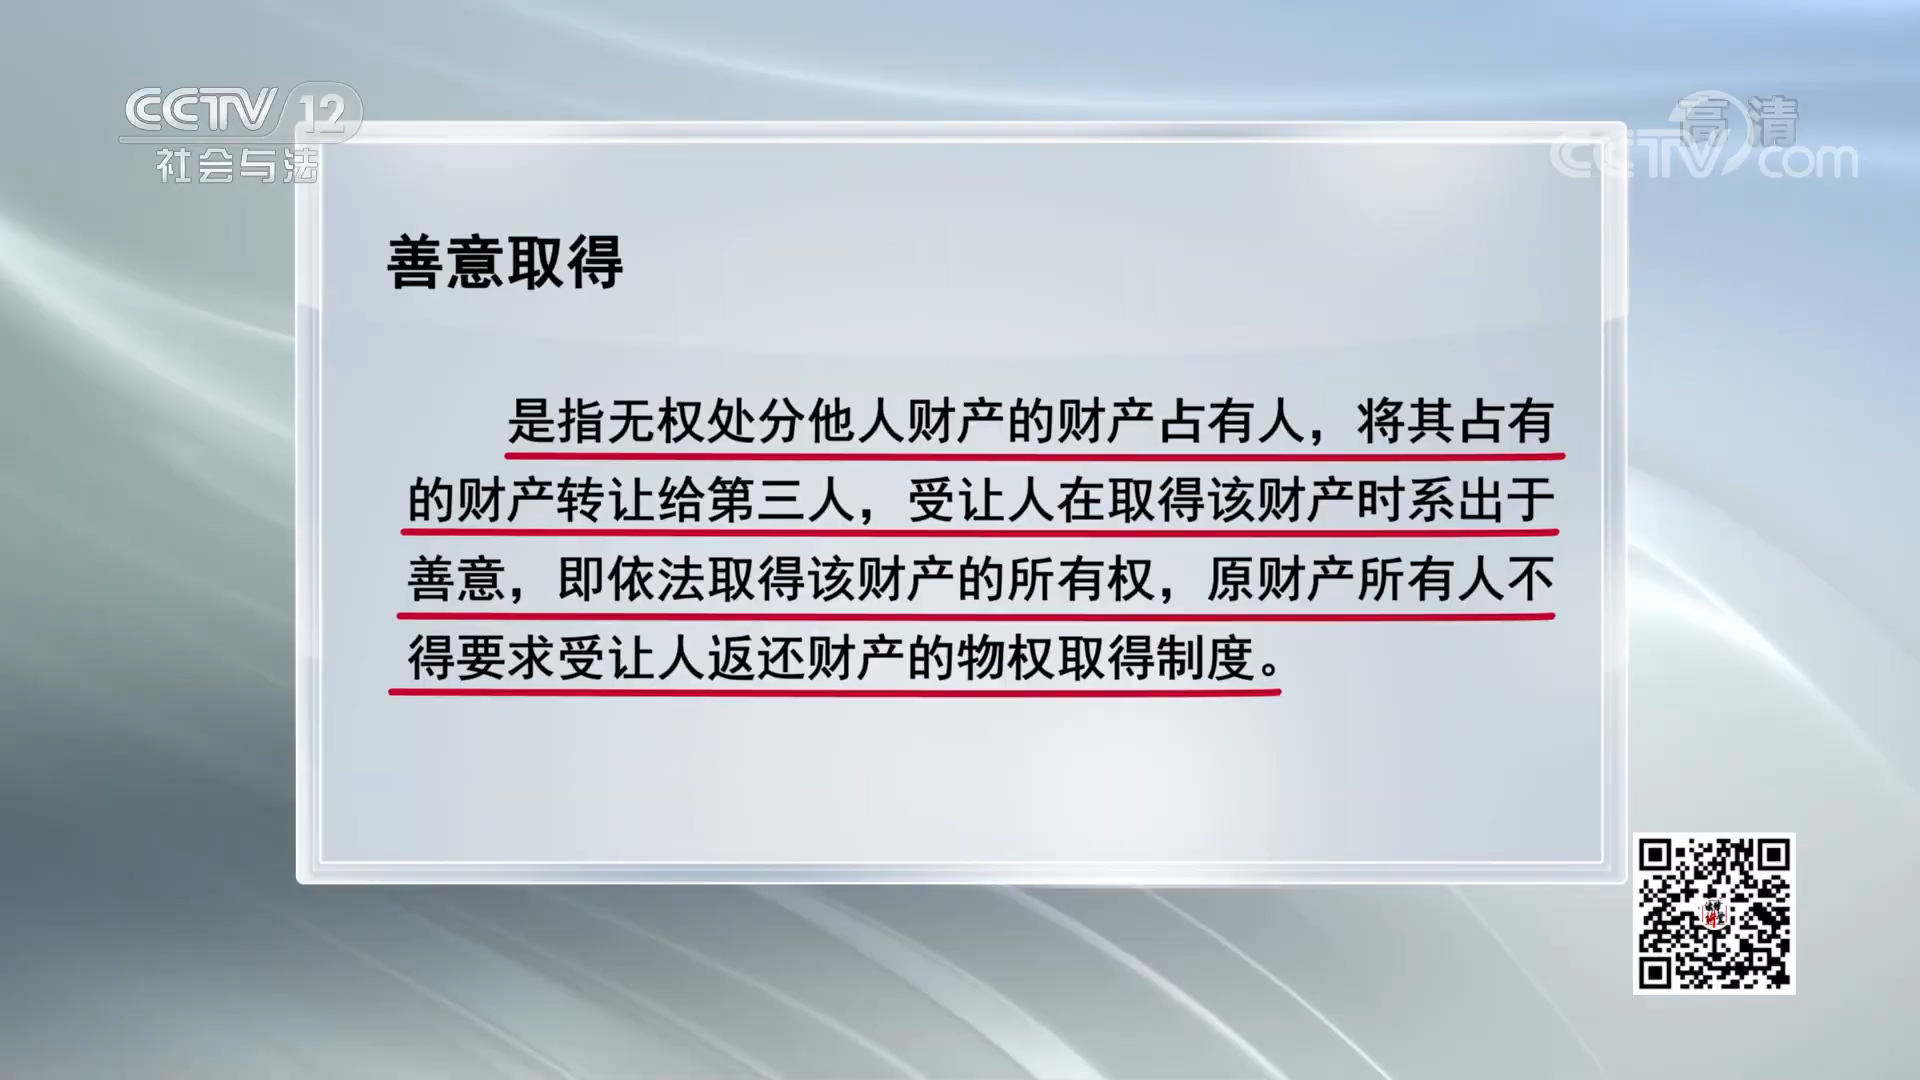 CCTV 12
社会与法
高清
CCTV.com
善意取得
是指无权处分他人财产的财产占有人，将其占有
的财产转让给第三人，受让人在取得该财产时系出于
善意，即依法取得该财产的所有权，原财产所有人不
得要求受让人返还财产的物权取得制度。